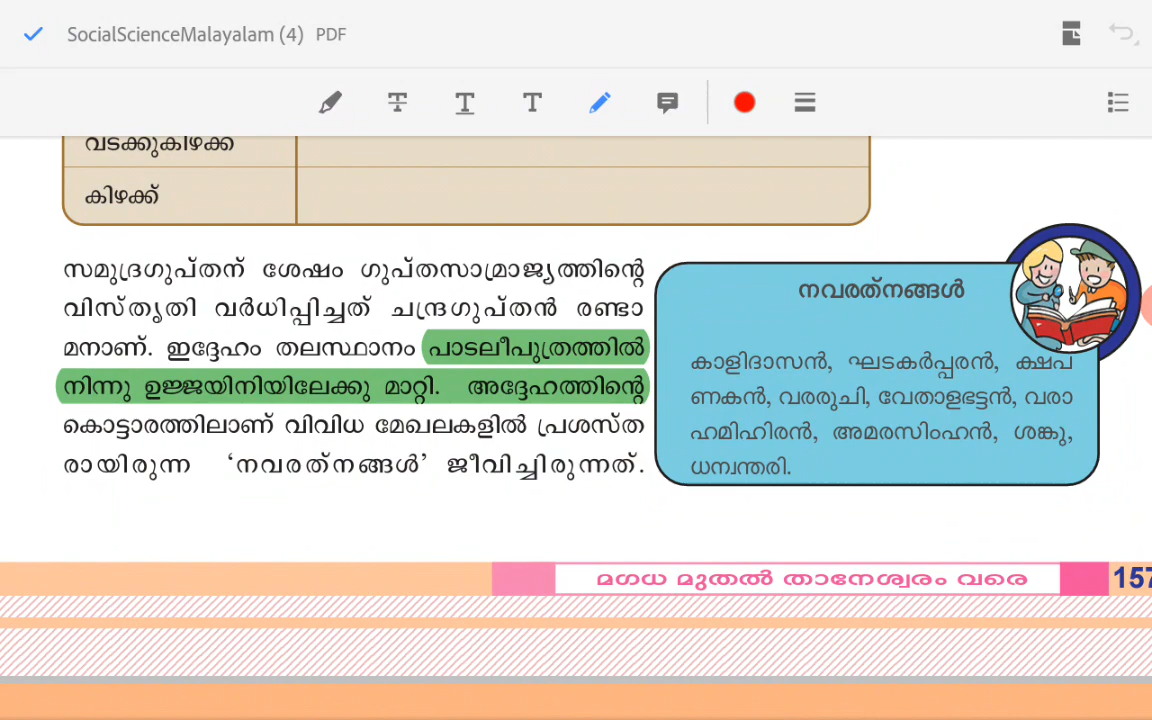 SocialScienceMalayalam (4) PDF
വടക്കുകിഴക്ക്
കിഴക്ക്
സമുദ്രഗുപ്തന് ശേഷം ഗുപ്തസാമ്രാജ്യത്തിന്റെ
വിസ്തൃതി വർധിപ്പിച്ചത് ചന്ദ്രഗുപ്തൻ രണ്ടാ
മനാണ്. ഇദ്ദേഹം തലസ്ഥാനം പാടലീപുത്രത്തിൽ
നിന്നു ഉജ്ജയിനിയിലേക്കു മാറ്റി. അദ്ദേഹത്തിന്റെ
കൊട്ടാരത്തിലാണ് വിവിധ മേഖലകളിൽ പ്രശസ്ത
രായിരുന്ന ‘നവരത്നങ്ങൾ’ ജീവിച്ചിരുന്നത്.
നവരത്നങ്ങൾ
കാളിദാസൻ, ഘടകർപ്പരൻ, ക്ഷപ
ണകൻ, വരരുചി, വേതാളഭട്ടൻ, വരാ
ഹമിഹിരൻ, അമരസിംഹൻ, ശങ്കു,
ധന്വന്തരി.
മഗധ മുതൽ താനേശ്വരം വരെ
157